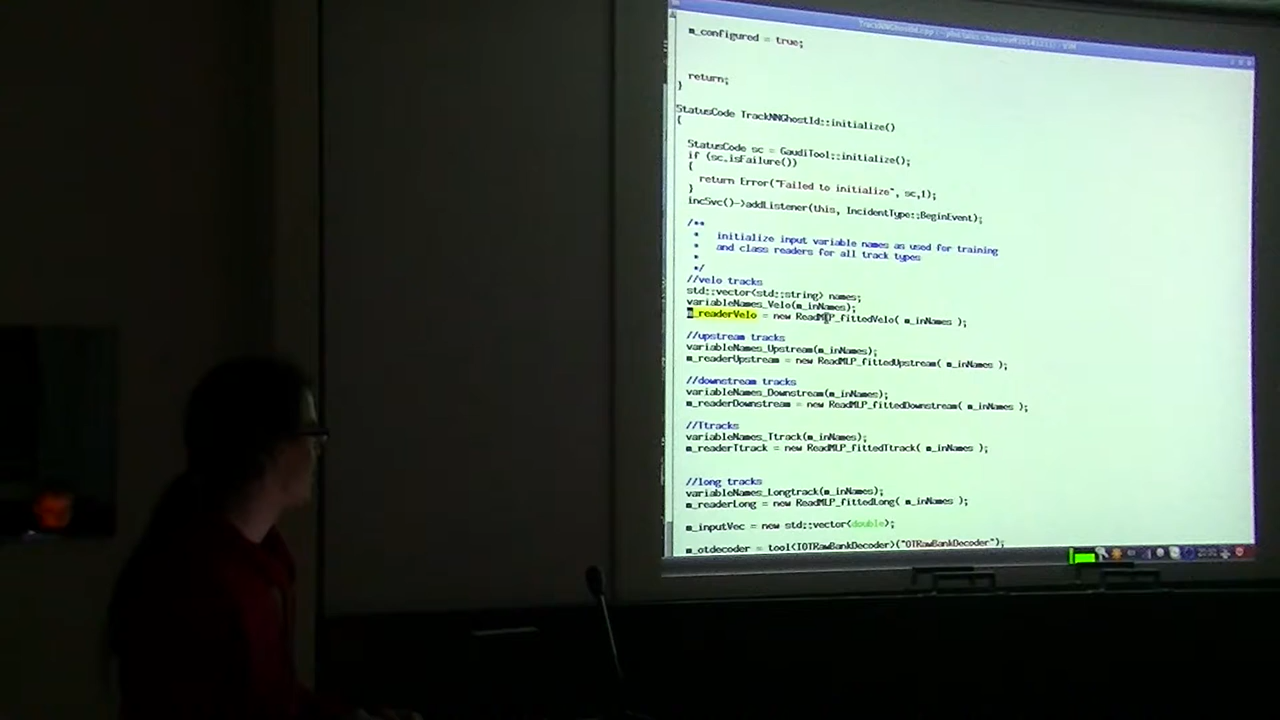 m_configured = true;
return;
}
StatusCode TrackNNGhostId::initialize()
{
StatusCode sc = GaudiTool::initialize();
if (sc.isFailure())
{
return Error("Failed to initialize", sc,1);
}
incSvc()->addListener(this, IncidentType::BeginEvent);
/**
* initialize input variable names as used for training
* and class readers for all track types
*
*/
//velo tracks
std::vector<std::string> names;
variableNames_Velo(m_inNames);
m_readerVelo = new ReadMLP_fittedVelo( m_inNames );
//upstream tracks
variableNames_Upstream(m_inNames);
m_readerUpstream = new ReadMLP_fittedUpstream( m_inNames );
//downstream tracks
variableNames_Downstream(m_inNames);
m_readerDownstream = new ReadMLP_fittedDownstream( m_inNames );
//Ttracks
variableNames_Ttrack(m_inNames);
m_readerTtrack = new ReadMLP_fittedTtrack( m_inNames );
//long tracks
variableNames_Longtrack(m_inNames);
m_readerLong = new ReadMLP_fittedLong( m_inNames );
m_inputVec = new std::vector<double>;
m_otdecoder = tool<IOTRawBankDecoder>("OTRawBankDecoder");